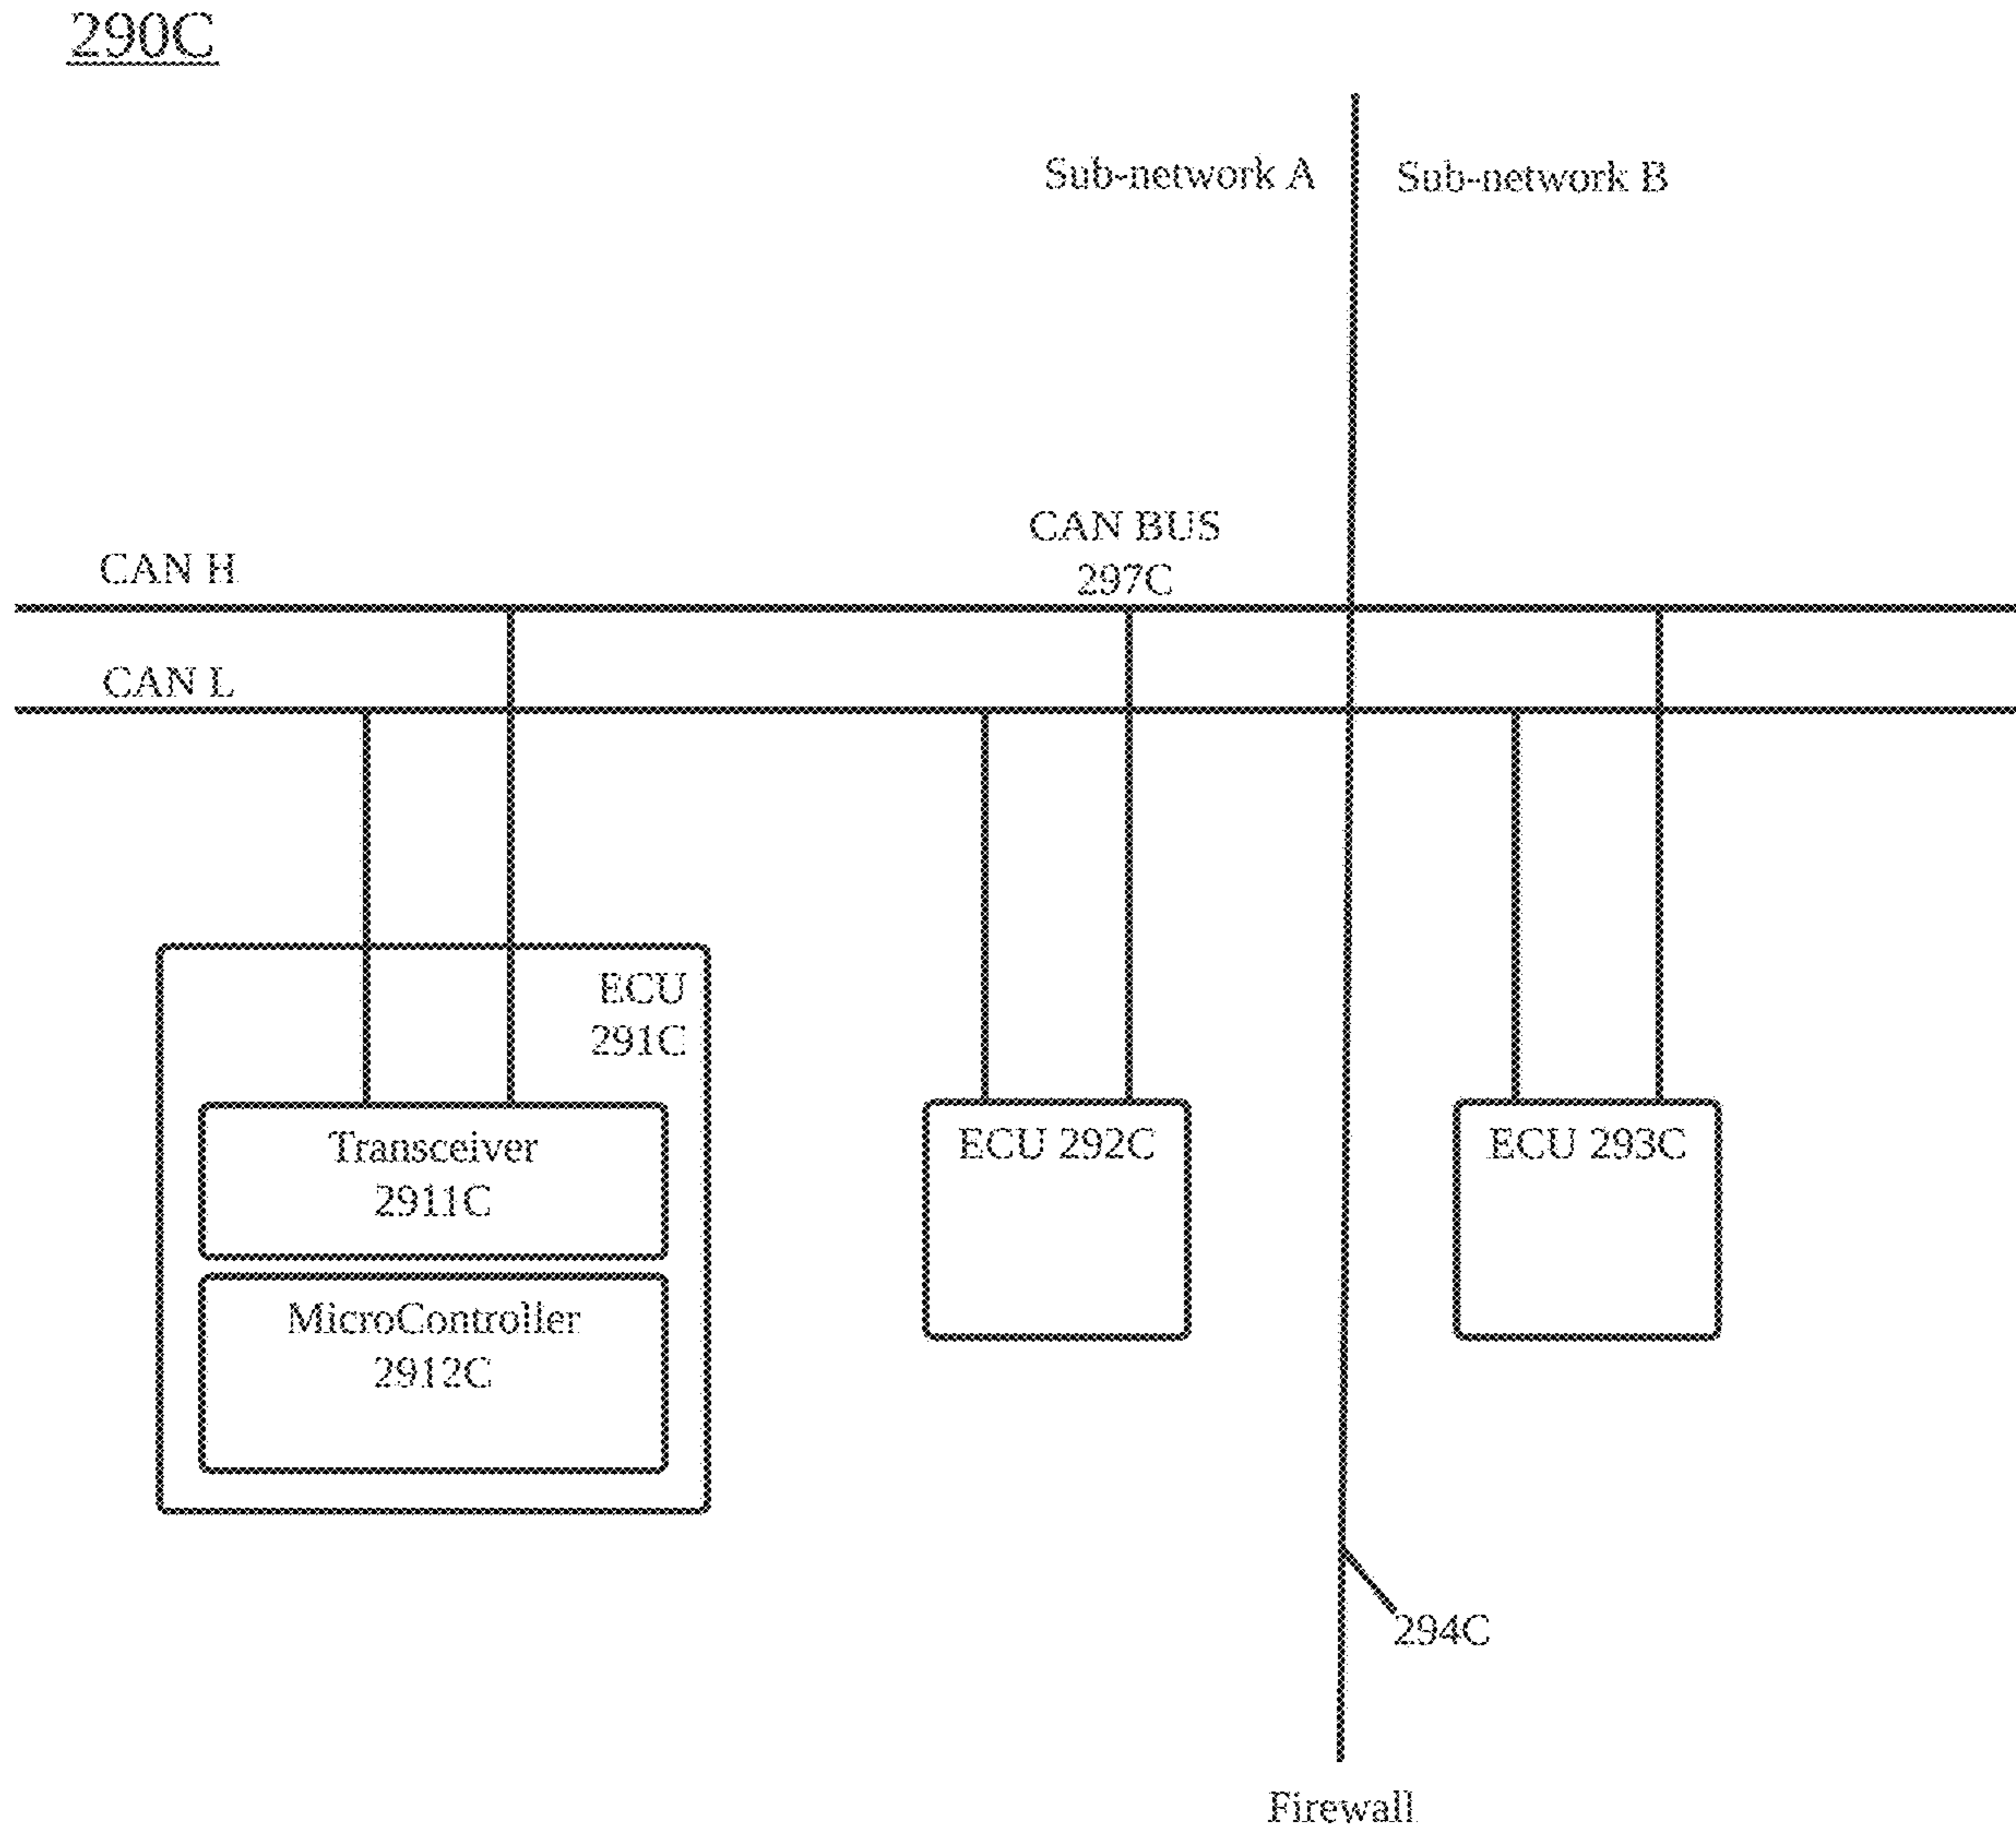 290C
Sub-network A
Sub-network B
CAN BUS
297C
CAN H
CAN L
ECU
291C
Transceiver
2911C
MicroController
2912C
ECU 292C
ECU 293C
294C
Firewall